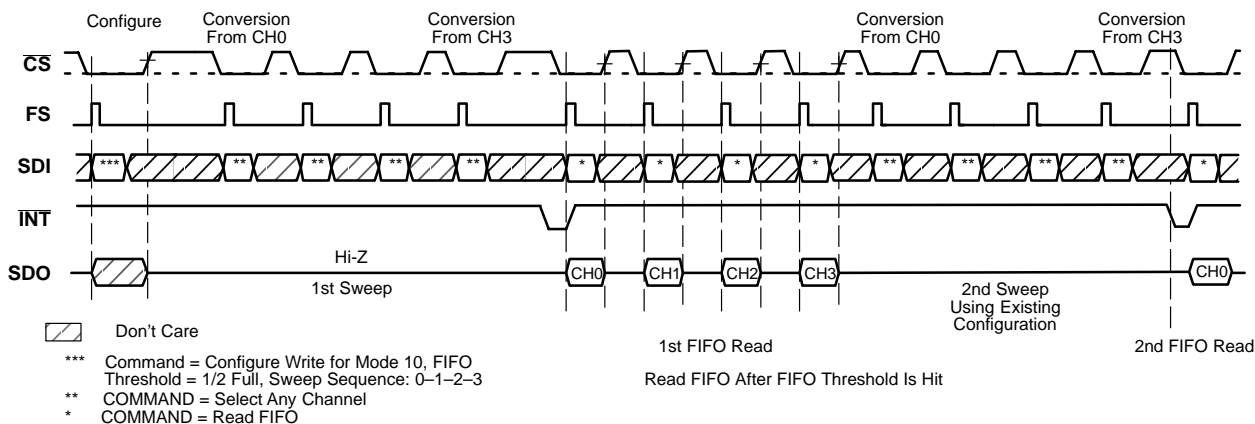 Configure
Conversion
From CH0
Conversion
From CH3
Conversion
From CH0
Conversion
From CH3
CS
FS
SDI
*** ** ** ** ** * * * * ** ** ** ** *
INT
SDO
Hi-Z
1st Sweep
CH0 CH1 CH2 CH3
2nd Sweep
Using Existing
Configuration
CH0
Don't Care
1st FIFO Read
2nd FIFO Read
*** Command = Configure Write for Mode 10, FIFO
Threshold = 1/2 Full, Sweep Sequence: 0–1–2–3
Read FIFO After FIFO Threshold Is Hit
** COMMAND = Select Any Channel
* COMMAND = Read FIFO